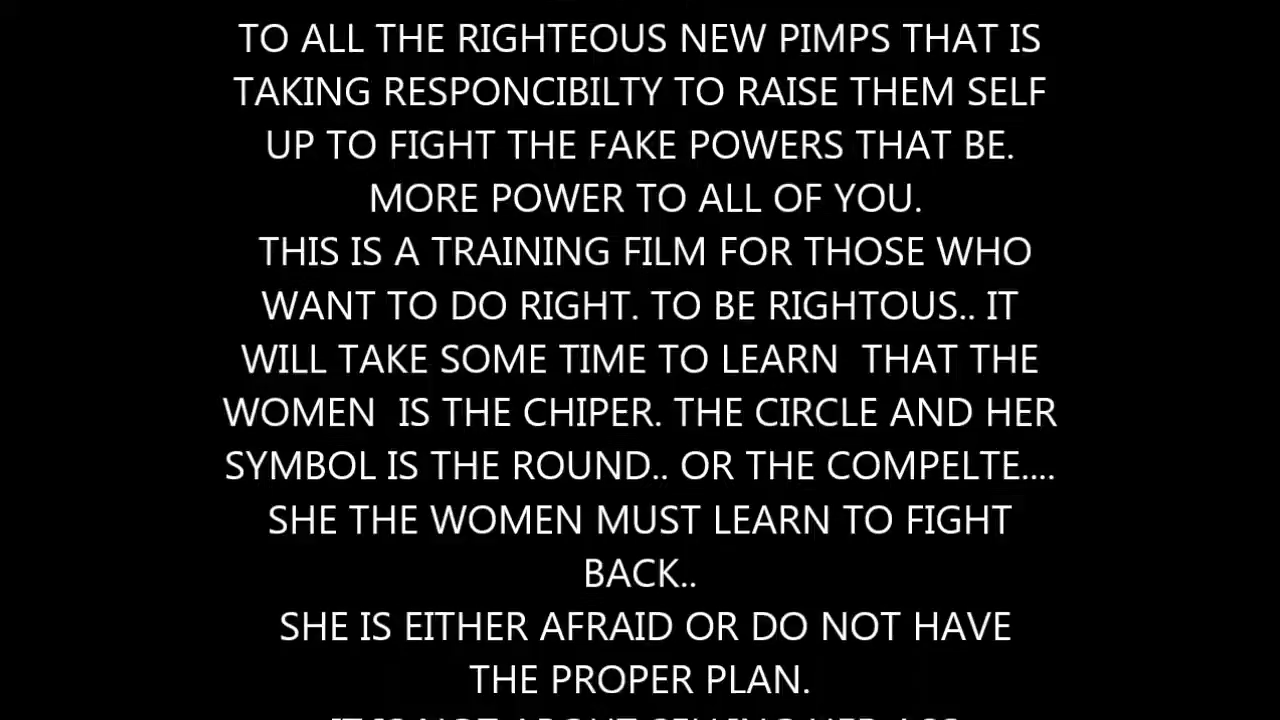 TO ALL THE RIGHTEOUS NEW PIMPS THAT IS
TAKING RESPONCIBILTY TO RAISE THEM SELF
UP TO FIGHT THE FAKE POWERS THAT BE.
MORE POWER TO ALL OF YOU.
THIS IS A TRAINING FILM FOR THOSE WHO
WANT TO DO RIGHT. TO BE RIGHTOUS.. IT
WILL TAKE SOME TIME TO LEARN  THAT THE
WOMEN  IS THE CHIPER. THE CIRCLE AND HER
SYMBOL IS THE ROUND.. OR THE COMPELTE....
SHE THE WOMEN MUST LEARN TO FIGHT
BACK..
SHE IS EITHER AFRAID OR DO NOT HAVE
THE PROPER PLAN.
IT IS NOT ABOUT